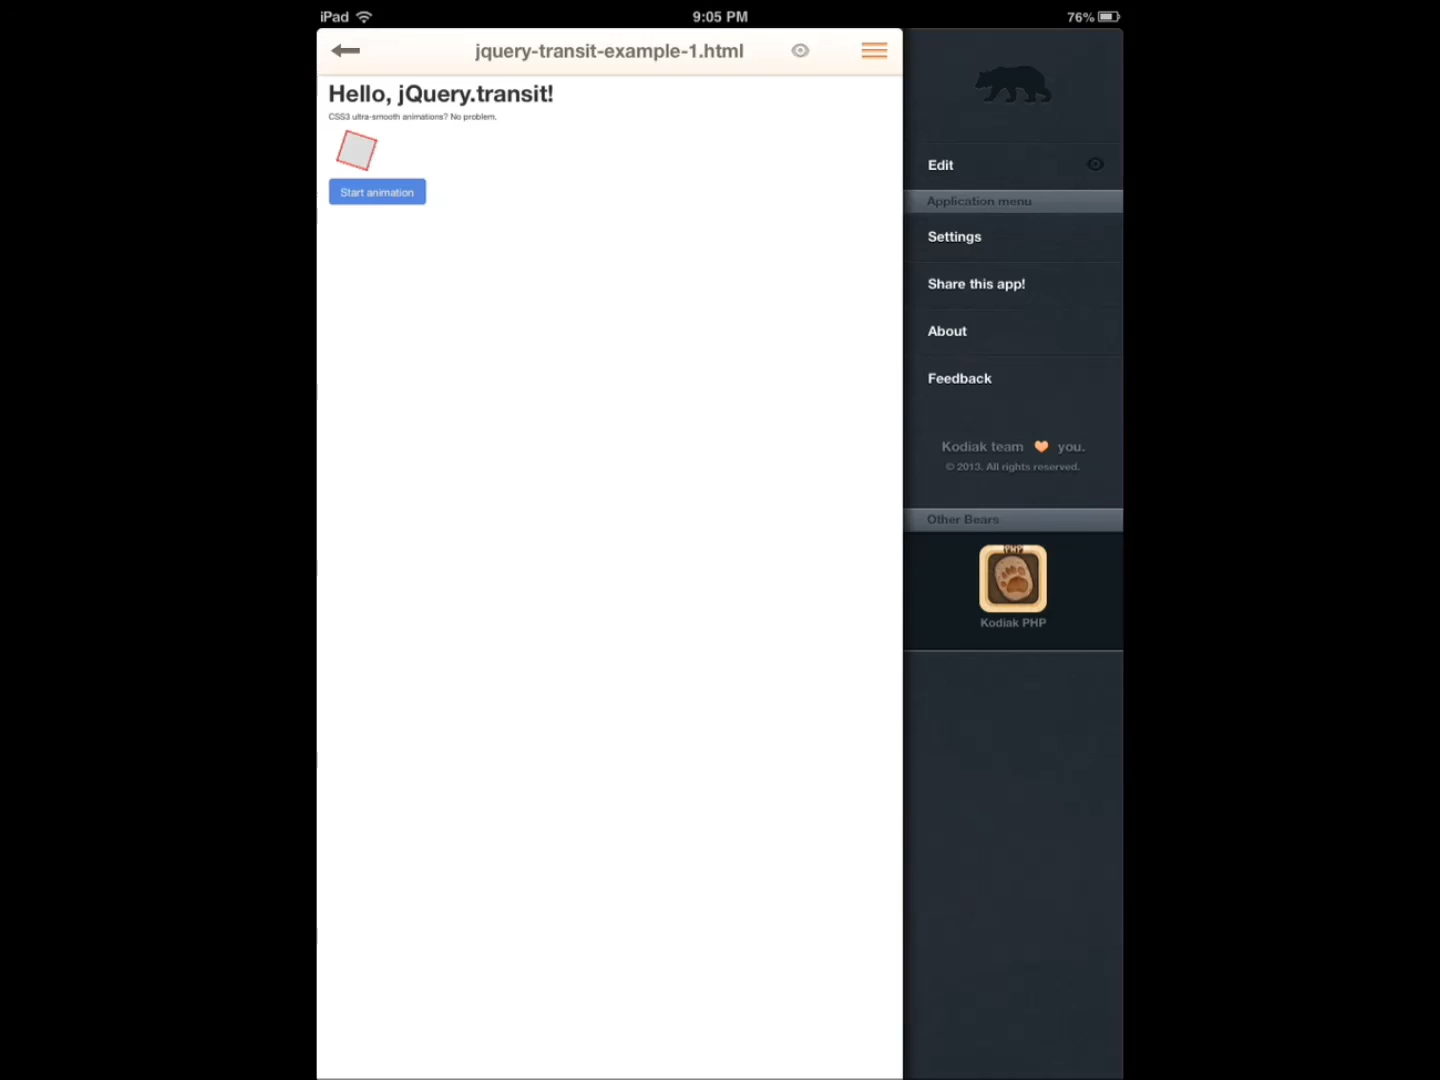 iPad
9:05 PM
76%
jquery-transit-example-1.html
Hello, jQuery.transit!
CSS3 ultra-smooth animations? No problem.
Start animation
Edit
Application menu
Settings
Share this app!
About
Feedback
Kodiak team you.
© 2013. All rights reserved.
Other Bears
PHP
Kodiak PHP